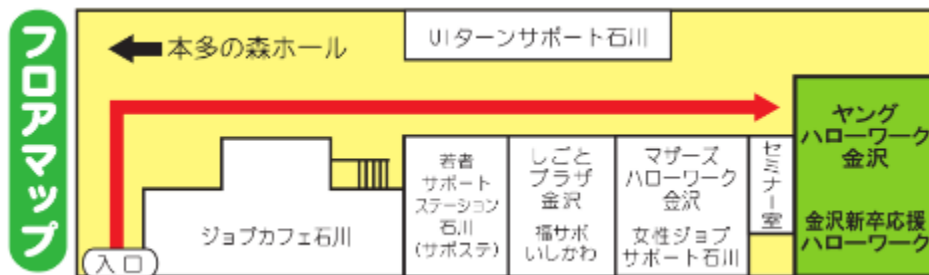 フロアマップ
本多の森ホール
UIターンサポート石川
ヤング
ハローワーク
金沢
金沢新卒応援
ハローワーク
セミナー室
マザーズ
ハローワーク
金沢
女性ジョブ
サポート石川
しごと
プラザ
金沢
福サポ
いしかわ
若者
サポート
ステーション
石川
(サポステ)
ジョブカフェ石川
入口